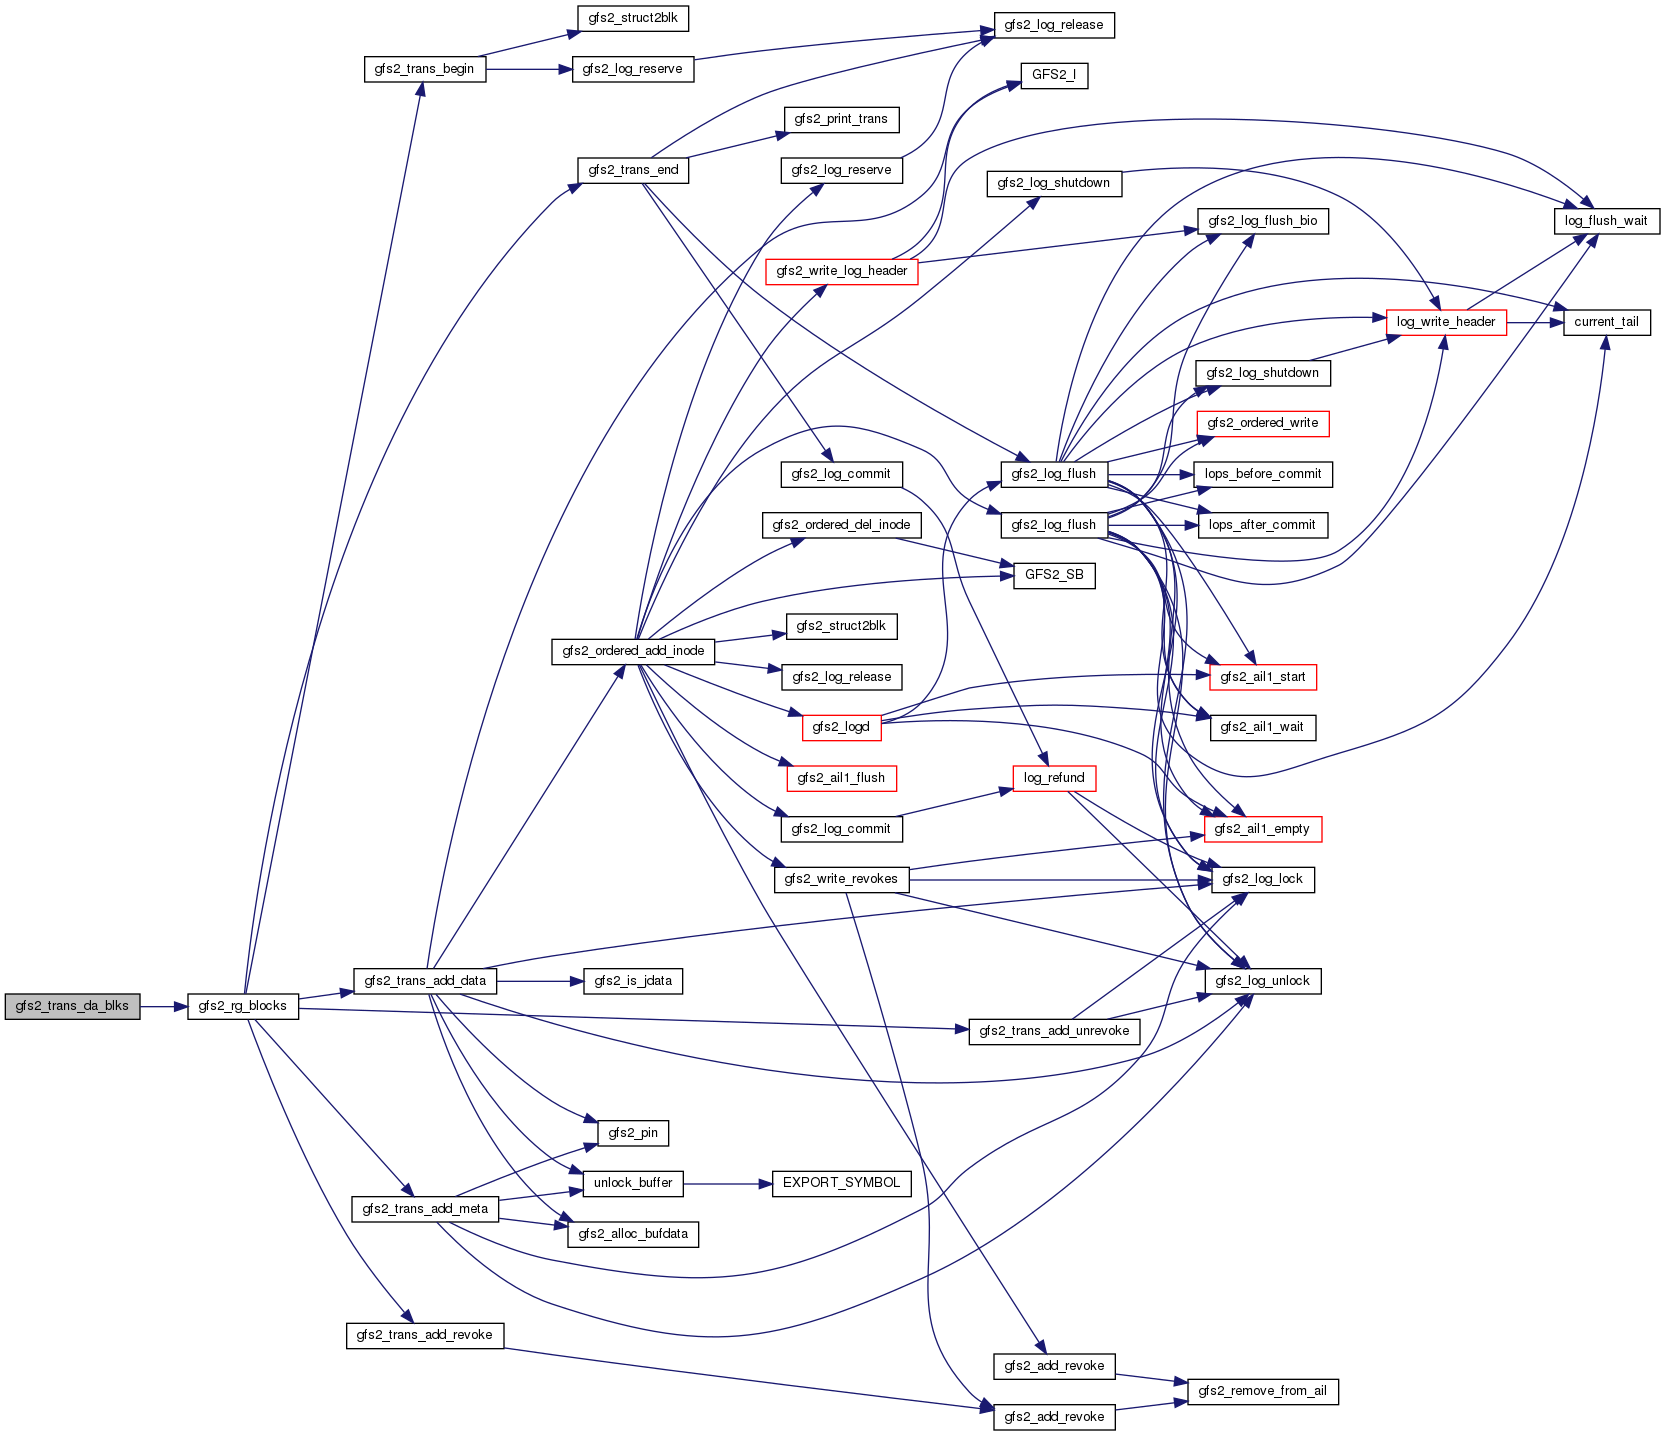 gfs2_struct2blk
gfs2_log_release
gfs2_trans_begin
gfs2_log_reserve
GFS2_I
gfs2_print_trans
gfs2_trans_end
gfs2_log_reserve
gfs2_log_shutdown
gfs2_log_flush_bio
log_flush_wait
gfs2_write_log_header
log_write_header
current_tail
gfs2_log_shutdown
gfs2_ordered_write
gfs2_log_commit
gfs2_log_flush
lops_before_commit
gfs2_ordered_del_inode
gfs2_log_flush
lops_after_commit
GFS2_SB
gfs2_struct2blk
gfs2_ordered_add_inode
gfs2_log_release
gfs2_ail1_start
gfs2_logd
gfs2_ail1_wait
gfs2_ail1_flush
log_refund
gfs2_log_commit
gfs2_ail1_empty
gfs2_write_revokes
gfs2_log_lock
gfs2_trans_add_data
gfs2_is_jdata
gfs2_log_unlock
gfs2_trans_da_blks
gfs2_rg_blocks
gfs2_trans_add_unrevoke
gfs2_pin
unlock_buffer
EXPORT_SYMBOL
gfs2_trans_add_meta
gfs2_alloc_bufdata
gfs2_trans_add_revoke
gfs2_add_revoke
gfs2_remove_from_ail
gfs2_add_revoke